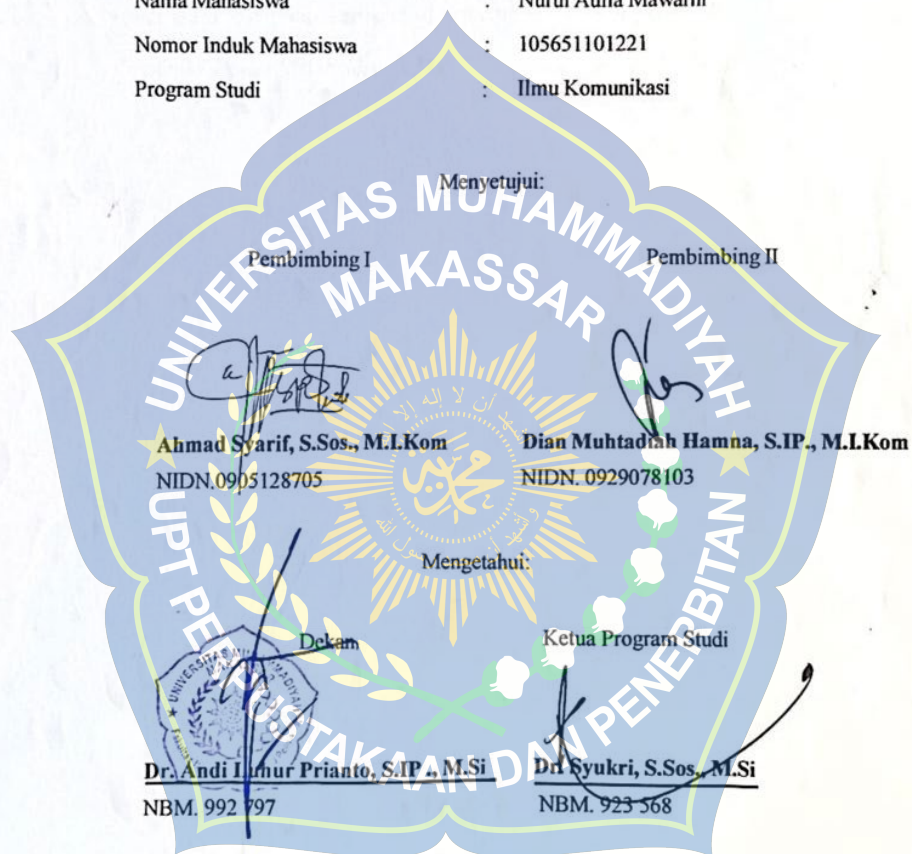 Nama Mahasiswa : Nurul Aulia Mawarni
Nomor Induk Mahasiswa : 105651101221
Program Studi : Ilmu Komunikasi
Menyetujui:
Pembimbing I Pembimbing II
Ahmad Syarif, S.Sos., M.I.Kom Dian Muhtadiah Hamna, S.IP., M.I.Kom
NIDN.0905128705 NIDN. 0929078103
Mengetahui:
Dekan Ketua Program Studi
Dr. Andi Luhur Prianto, S.IP., M.Si Dr. Syukri, S.Sos., M.Si
NBM. 992 797 NBM. 923 568
UNIVERSITAS MUHAMMADIYAH
MAKASSAR
UPT PERPUSTAKAAN DAN PENERBITAN
محمدية
UNIVERSITAS MUHAMMADIYAH